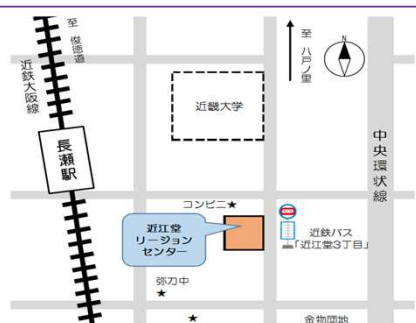 至
俊徳道
近鉄大阪線
長瀬駅
近畿大学
至
八戸ノ里
中央環状線
コンビニ★
近江堂
リージョン
センター
近鉄バス
「近江堂3丁目」
弥刀中
★
★
金物団地